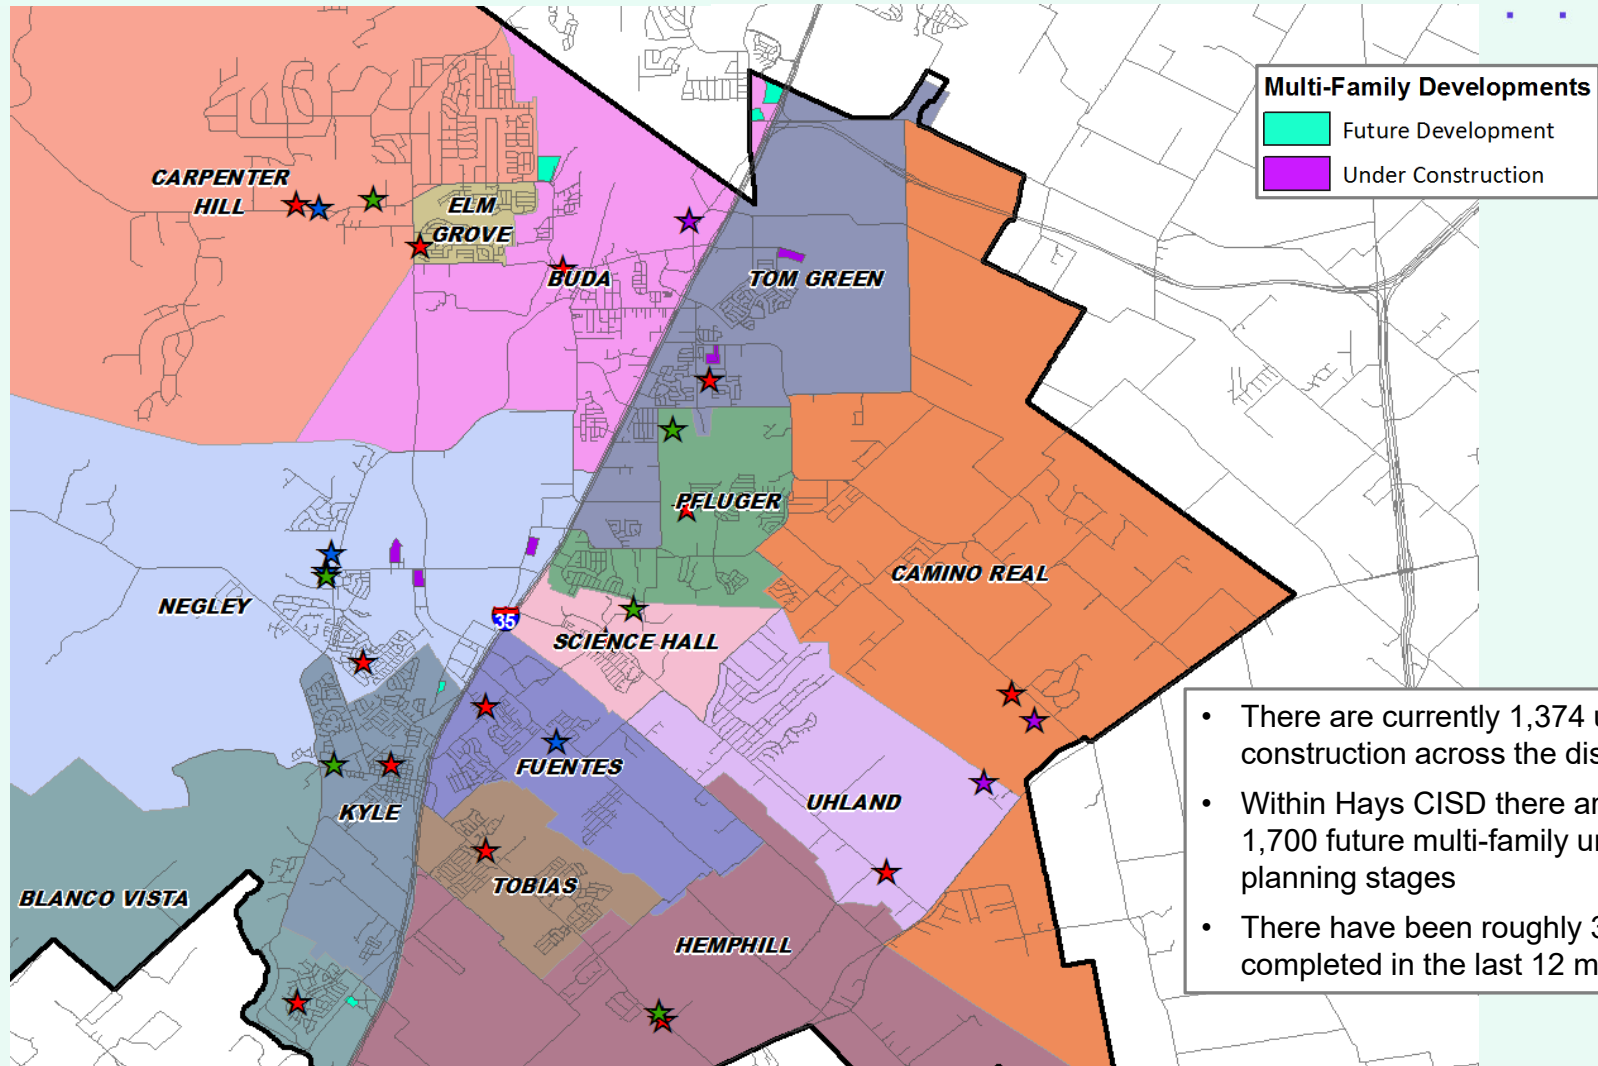 Multi-Family Developments
Future Development
Under Construction
CARPENTER
HILL
ELM
GROVE
BUDA
TOM GREEN
PFLUGER
CAMINO REAL
NEGLEY
35
SCIENCE HALL
FUENTES
UHLAND
KYLE
TOBIAS
BLANCO VISTA
HEMPHILL
• There are currently 1,374 u
construction across the dis
• Within Hays CISD there ar
1,700 future multi-family un
planning stages
• There have been roughly 3
completed in the last 12 m